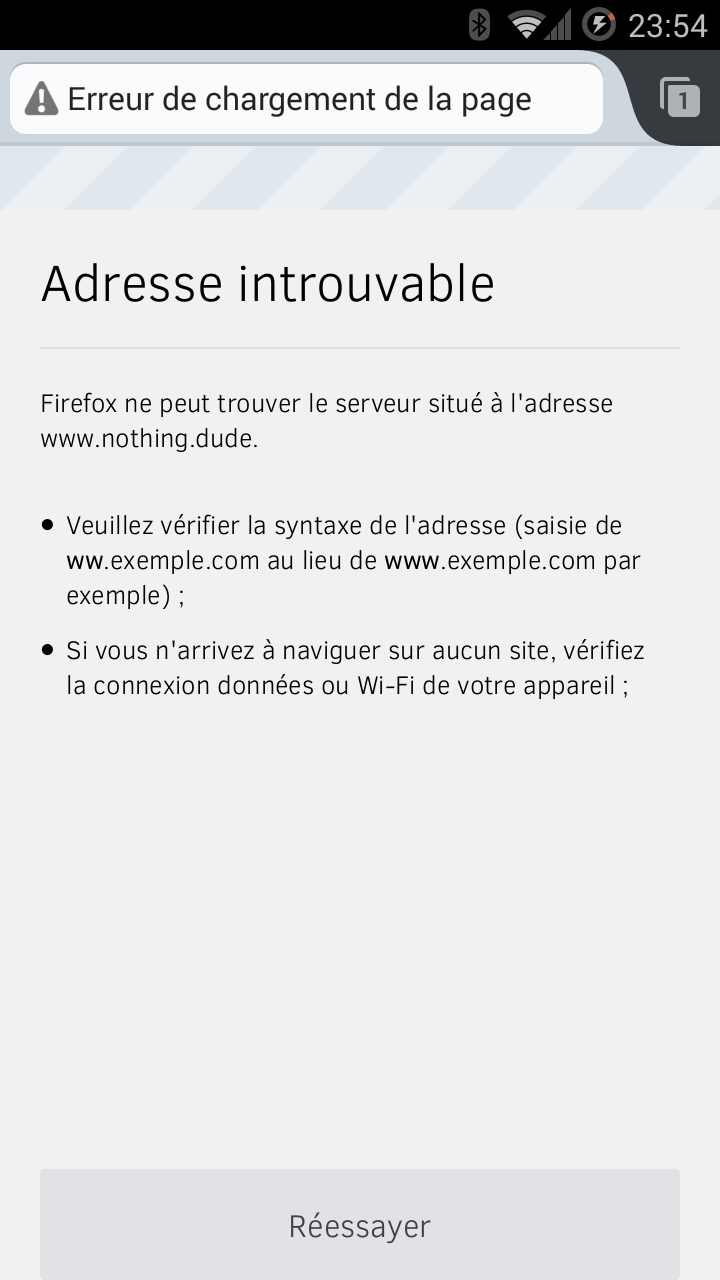 23:54
Erreur de chargement de la page
1
Adresse introuvable
Firefox ne peut trouver le serveur situé à l'adresse
www.nothing.dude.
• Veuillez vérifier la syntaxe de l'adresse (saisie de
ww.exemple.com au lieu de www.exemple.com par
exemple) ;
• Si vous n'arrivez à naviguer sur aucun site, vérifiez
la connexion données ou Wi-Fi de votre appareil ;
Réessayer